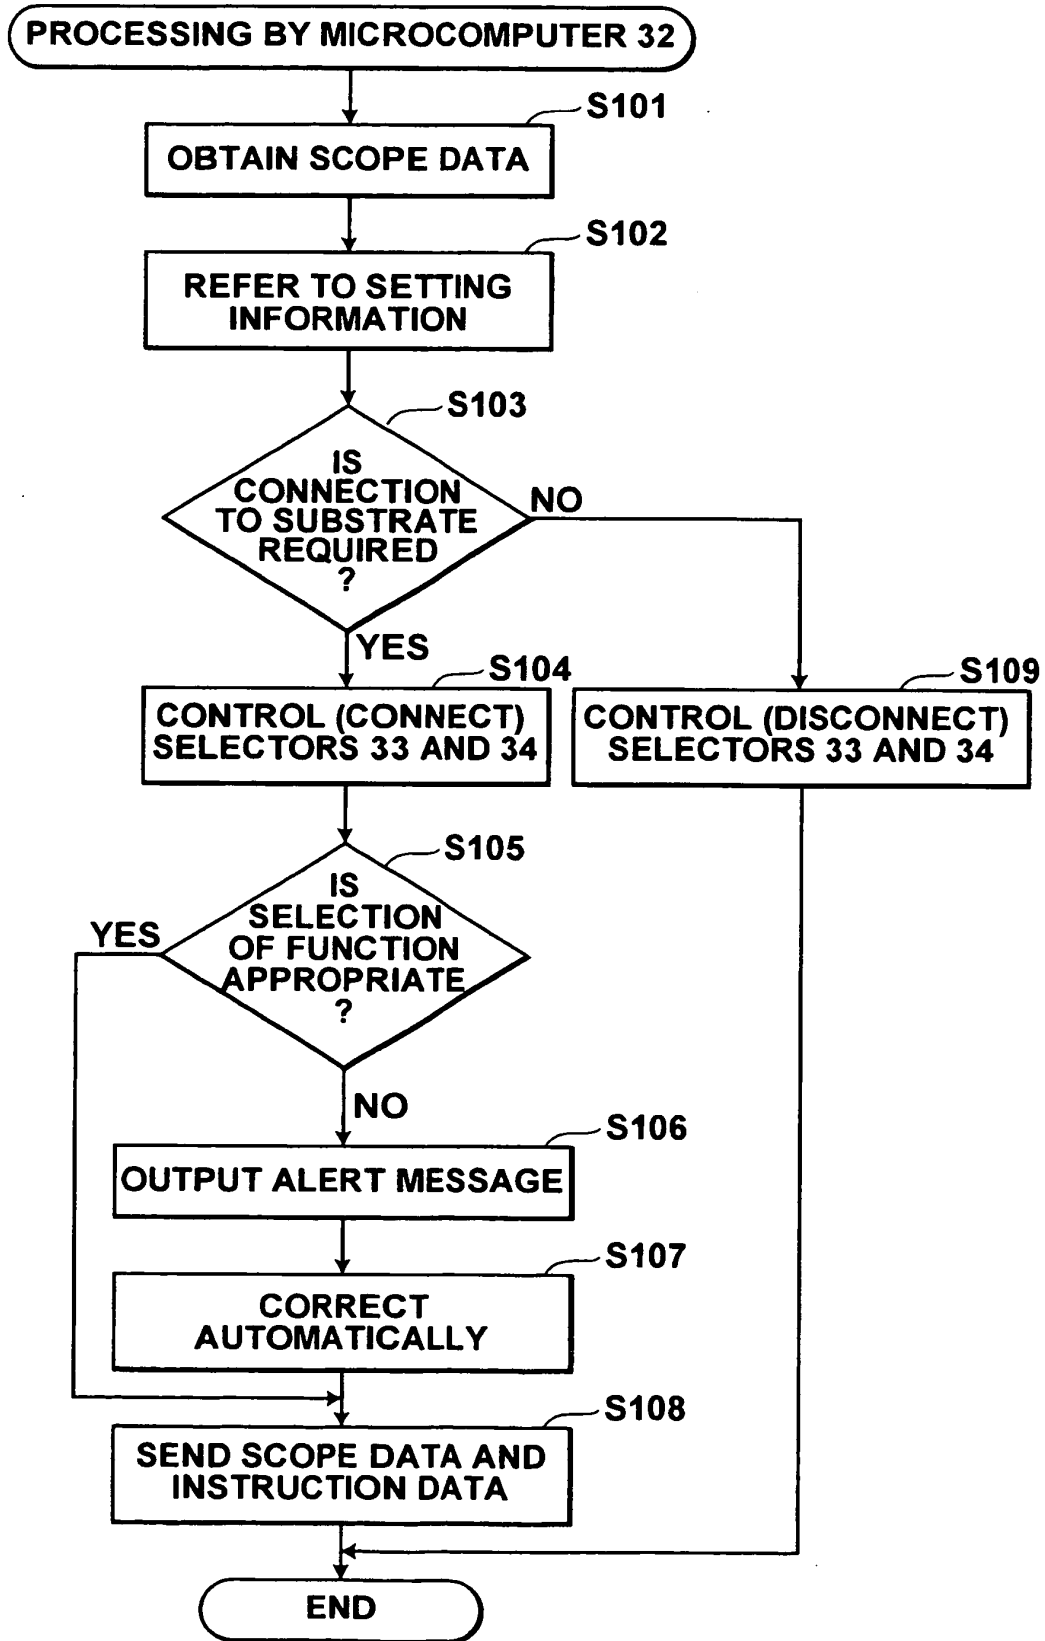 PROCESSING BY MICROCOMPUTER 32
S101
OBTAIN SCOPE DATA
S102
REFER TO SETTING
INFORMATION
S103
IS
CONNECTION
TO SUBSTRATE
REQUIRED
?
NO
YES
S104
CONTROL (CONNECT)
SELECTORS 33 AND 34
S109
CONTROL (DISCONNECT)
SELECTORS 33 AND 34
S105
IS
SELECTION
OF FUNCTION
APPROPRIATE
?
YES
NO
S106
OUTPUT ALERT MESSAGE
S107
CORRECT
AUTOMATICALLY
S108
SEND SCOPE DATA AND
INSTRUCTION DATA
END